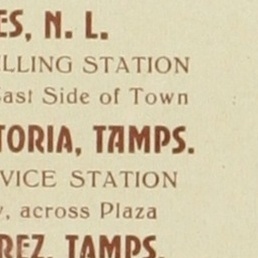 ES, N. L.
LLING STATION
East Side of Town
TORIA, TAMPS.
VICE STATION
y, across Plaza
REZ, TAMPS.